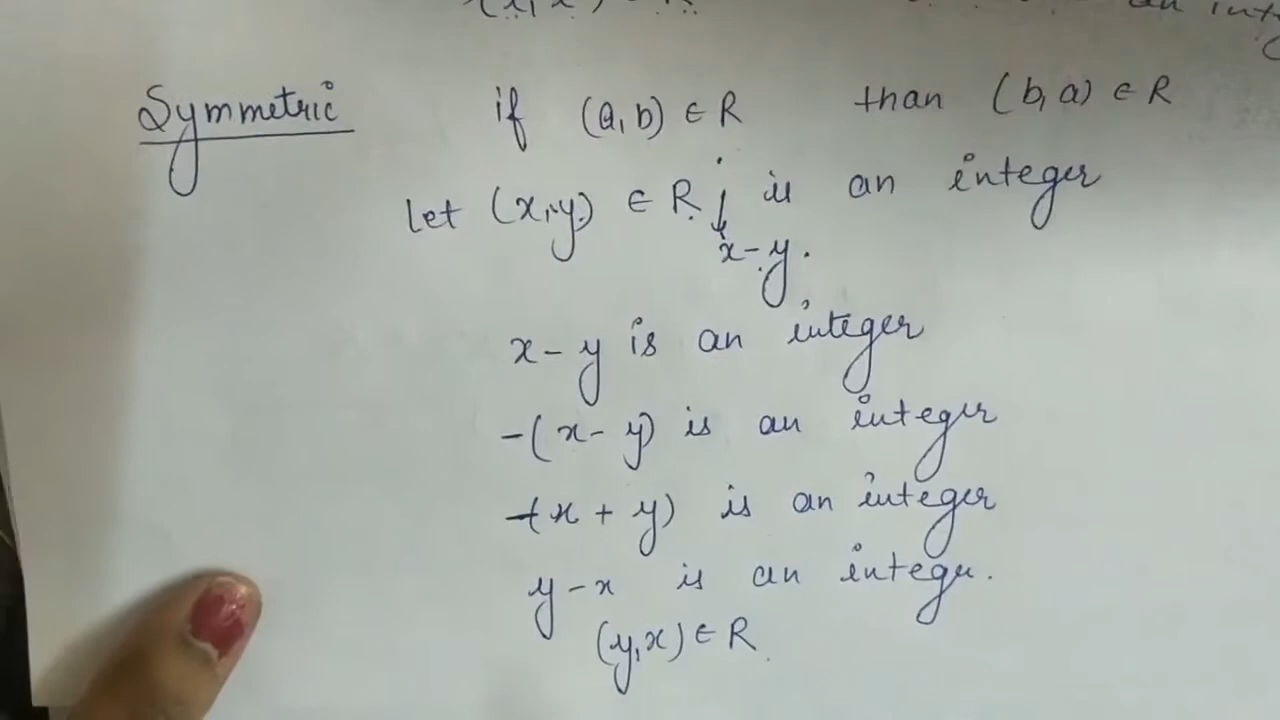 an
Symmetric if (a,b) ∈ R than (b,a) ∈ R
let (x,y) ∈ R, is an integer
x-y.
x-y is an integer
-(x-y) is an integer
-(x+y) is an integer
y-x is an integer.
(y,x) ∈ R